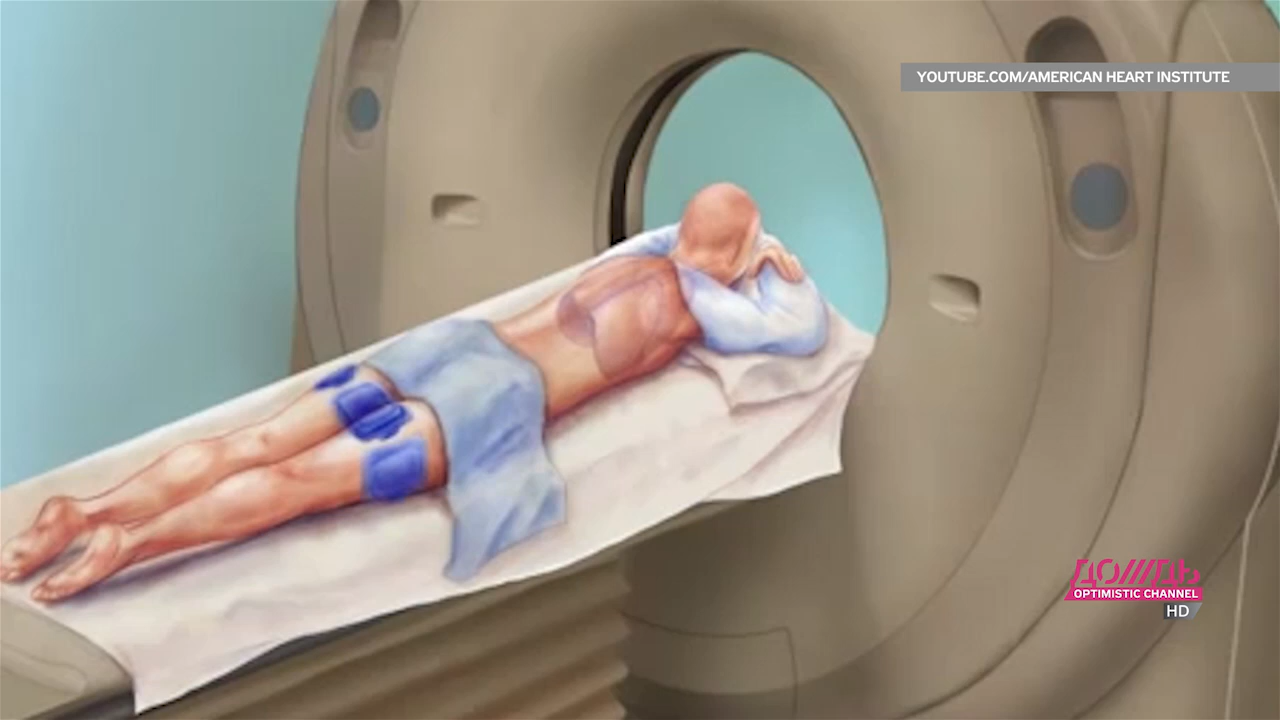 YOUTUBE.COM/AMERICAN HEART INSTITUTE
ДОЖДЬ
OPTIMISTIC CHANNEL
HD